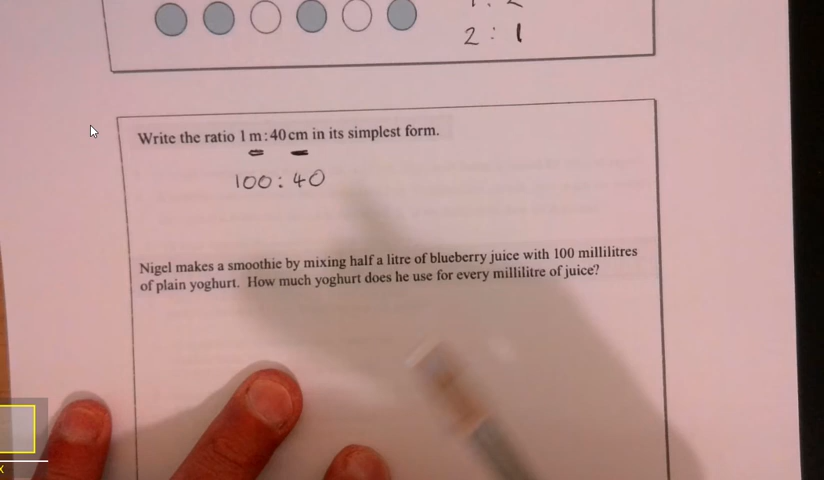 2 : 1
Write the ratio 1 m : 40 cm in its simplest form.
100 : 40
Nigel makes a smoothie by mixing half a litre of blueberry juice with 100 millilitres
of plain yoghurt. How much yoghurt does he use for every millilitre of juice?
x